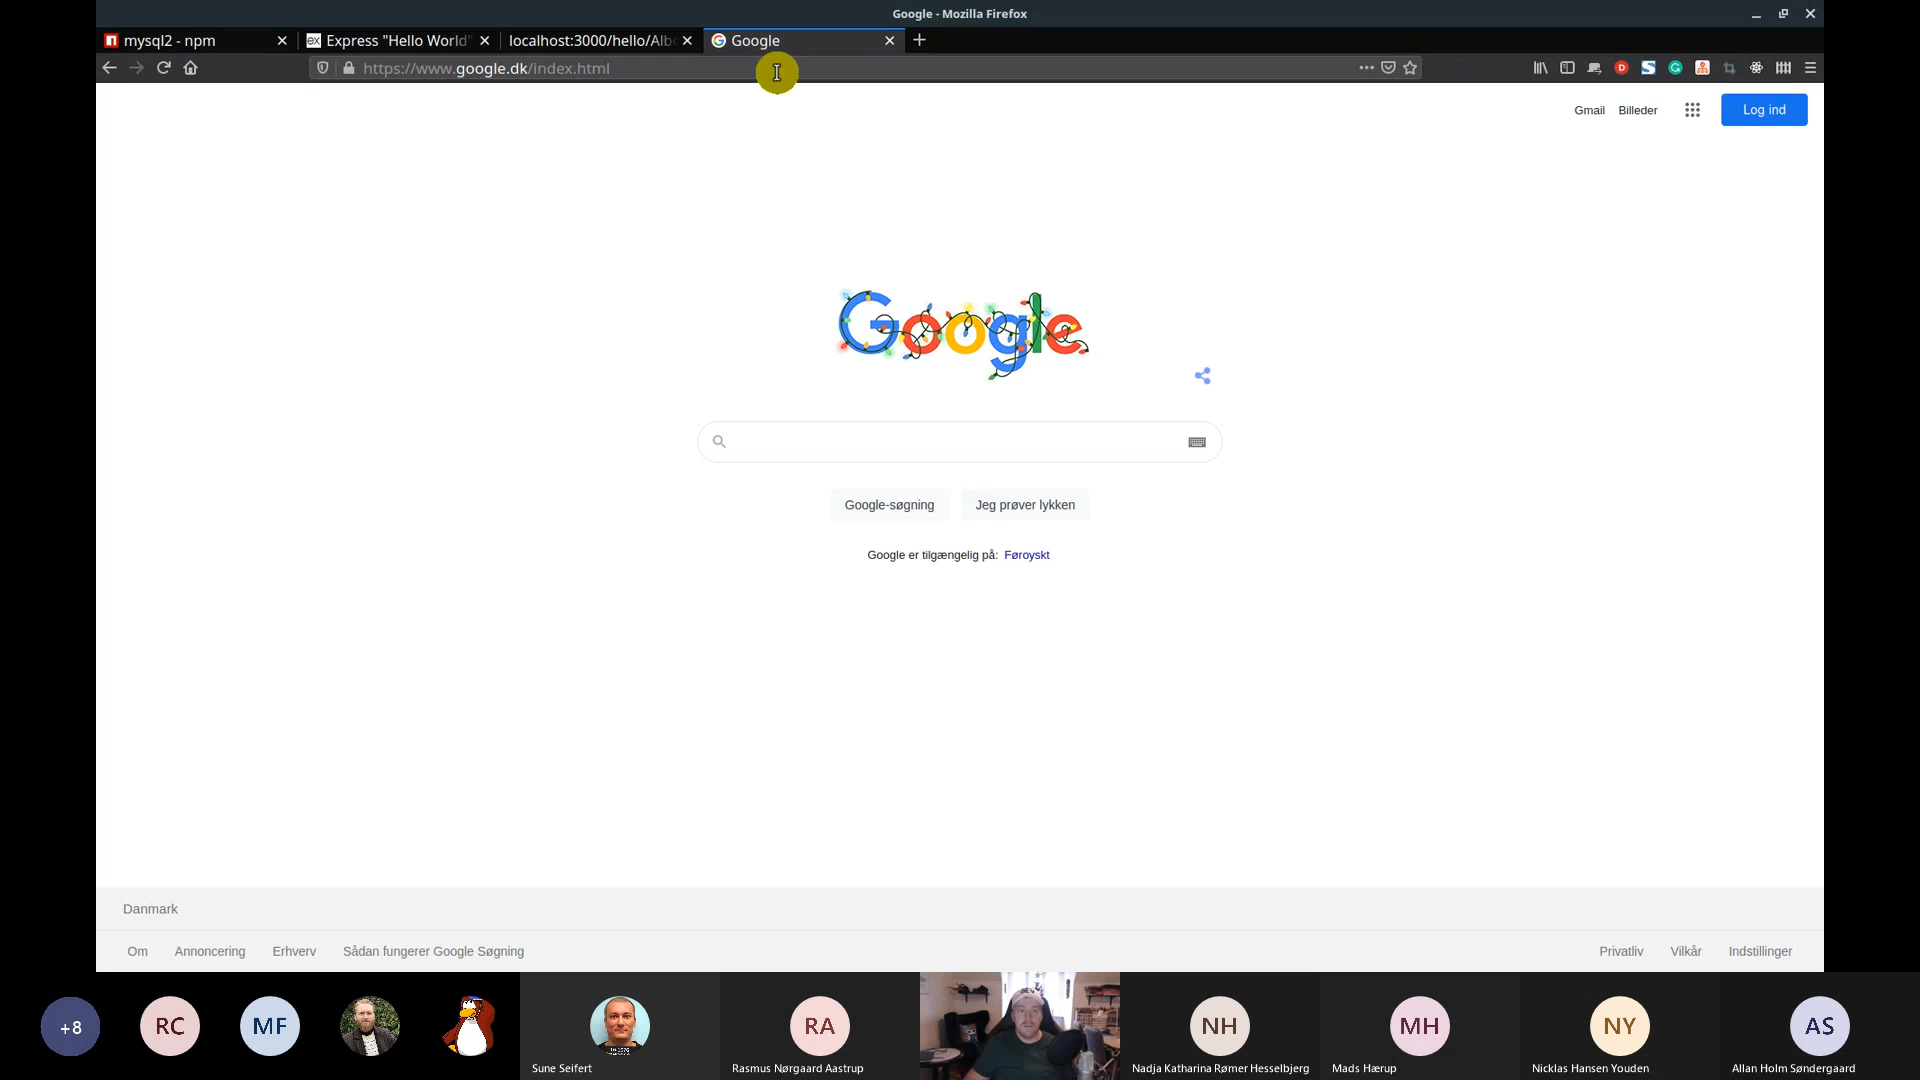 Google - Mozilla Firefox
mysql2 - npm
ex Express "Hello World"
localhost:3000/hello/Alb
Google
https://www.google.dk/index.html
Gmail Billeder
Log ind
Google
Google-søgning
Jeg prøver lykken
Google er tilgængelig på: Føroyskt
Danmark
Om Annoncering Erhverv Sådan fungerer Google Søgning
Privatliv Vilkår Indstillinger
+8
RC
MF
RA
NH
MH
NY
AS
Sune Seifert
Rasmus Nørgaard Aastrup
Nadja Katharina Rømer Hesselbjerg
Mads Hærup
Nicklas Hansen Youden
Allan Holm Søndergaard